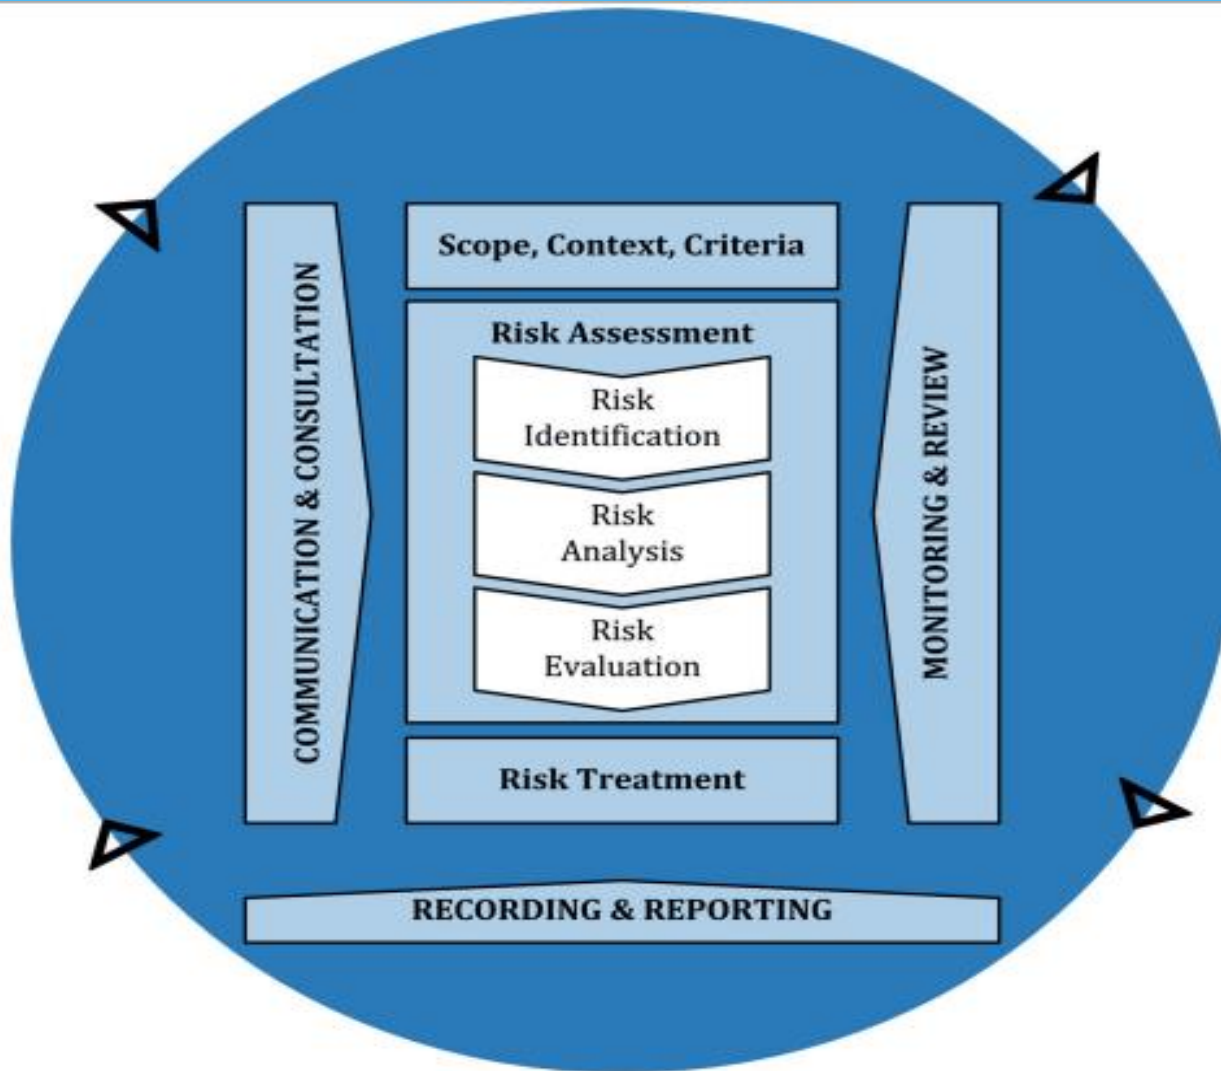 Scope, Context, Criteria
COMMUNICATION & CONSULTATION
Risk Assessment
Risk
Identification
Risk
Analysis
Risk
Evaluation
MONITORING & REVIEW
Risk Treatment
RECORDING & REPORTING